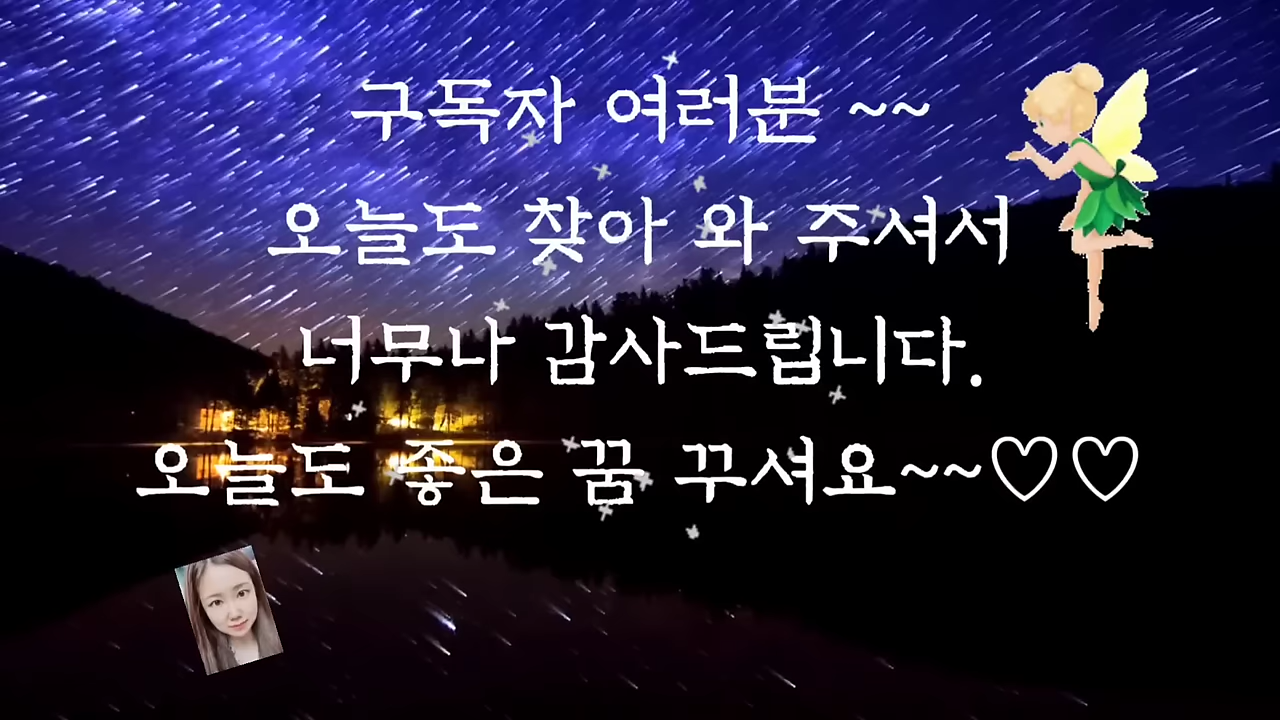 구독자 여러분 ~~
오늘도 찾아 와 주셔서
너무나 감사드립니다.
오늘도 좋은 꿈 꾸셔요~~♡♡